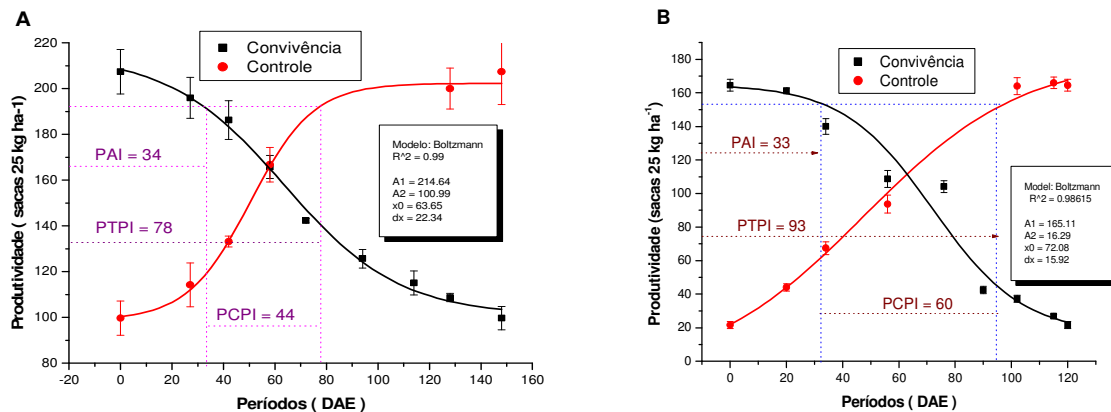 A
Convivência
Controle
Produtividade ( sacas 25 kg ha-1)
220
200
180
160
140
120
100
80
PAI = 34
PTPI = 78
PCPI = 44
Modelo: Boltzmann
R^2 = 0.99
A1 = 214.64
A2 = 100.99
x0 = 63.65
dx = 22.34
-20 0 20 40 60 80 100 120 140 160
Períodos ( DAE )
B
Convivência
Controle
Produtividade (sacas 25 kg ha-1)
180
160
140
120
100
80
60
40
20
0
PAI = 33
PTPI = 93
PCPI = 60
Model: Boltzmann
R^2 = 0.98615
A1 = 165.11
A2 = 16.29
x0 = 72.08
dx = 15.92
0 20 40 60 80 100 120
Períodos ( DAE )